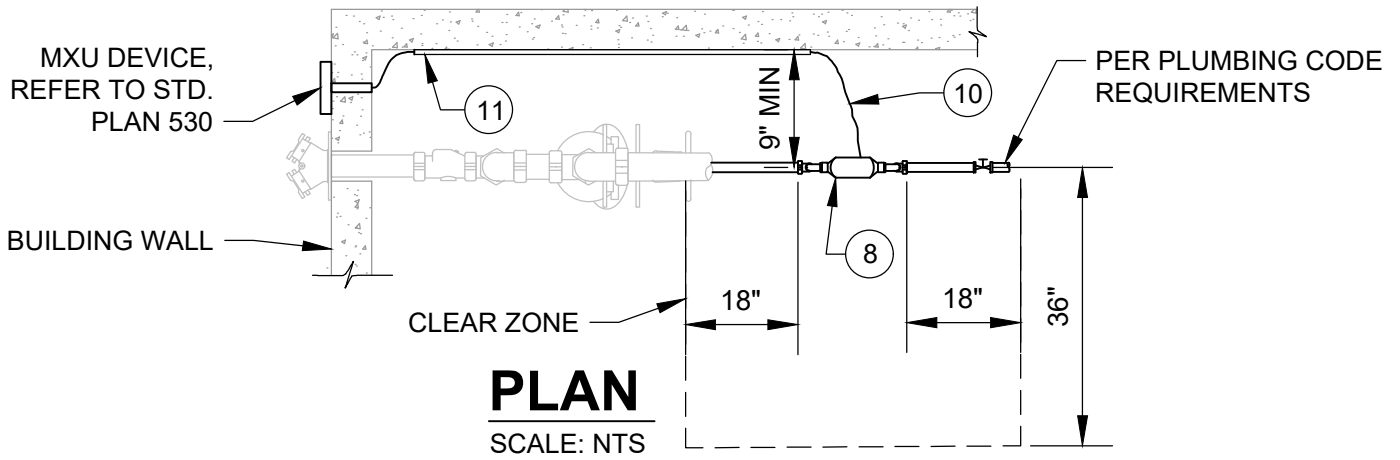 MXU DEVICE,
REFER TO STD.
PLAN 530
11
9" MIN
10
PER PLUMBING CODE
REQUIREMENTS
BUILDING WALL
8
CLEAR ZONE
18"
18"
36"
PLAN
SCALE: NTS